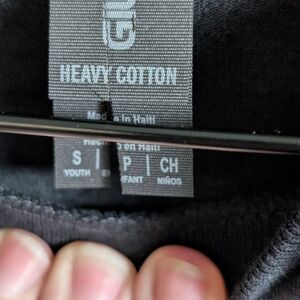 HEAVY COTTON
Made in Haiti
Hecho en Haiti
S | P | CH
YOUTH ENFANT NIÑOS